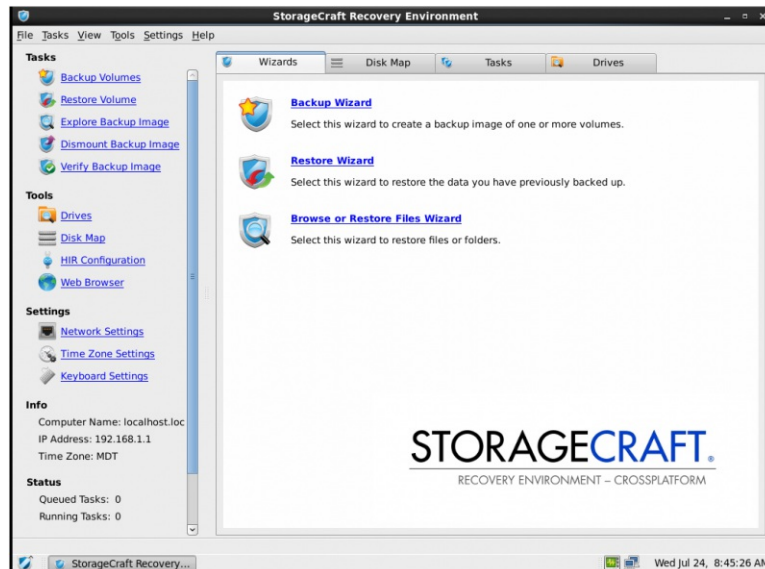 StorageCraft Recovery Environment
File Tasks View Tools Settings Help
Tasks
Backup Volumes
Restore Volume
Explore Backup Image
Dismount Backup Image
Verify Backup Image
Tools
Drives
Disk Map
HIR Configuration
Web Browser
Settings
Network Settings
Time Zone Settings
Keyboard Settings
Info
Computer Name: localhost.loc
IP Address: 192.168.1.1
Time Zone: MDT
Status
Queued Tasks: 0
Running Tasks: 0
Wizards Disk Map Tasks Drives
Backup Wizard
Select this wizard to create a backup image of one or more volumes.
Restore Wizard
Select this wizard to restore the data you have previously backed up.
Browse or Restore Files Wizard
Select this wizard to restore files or folders.
STORAGECRAFT.
RECOVERY ENVIRONMENT – CROSSPLATFORM
StorageCraft Recovery...
Wed Jul 24, 8:45:26 AM